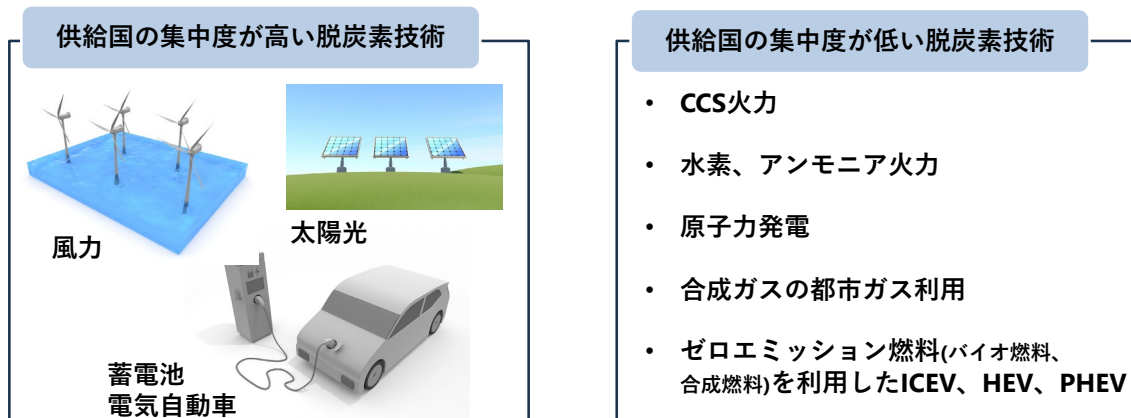 供給国の集中度が高い脱炭素技術
風力
太陽光
蓄電池
電気自動車
供給国の集中度が低い脱炭素技術
• CCS火力
• 水素、アンモニア火力
• 原子力発電
• 合成ガスの都市ガス利用
• ゼロエミッション燃料(バイオ燃料、
合成燃料)を利用したICEV、HEV、PHEV